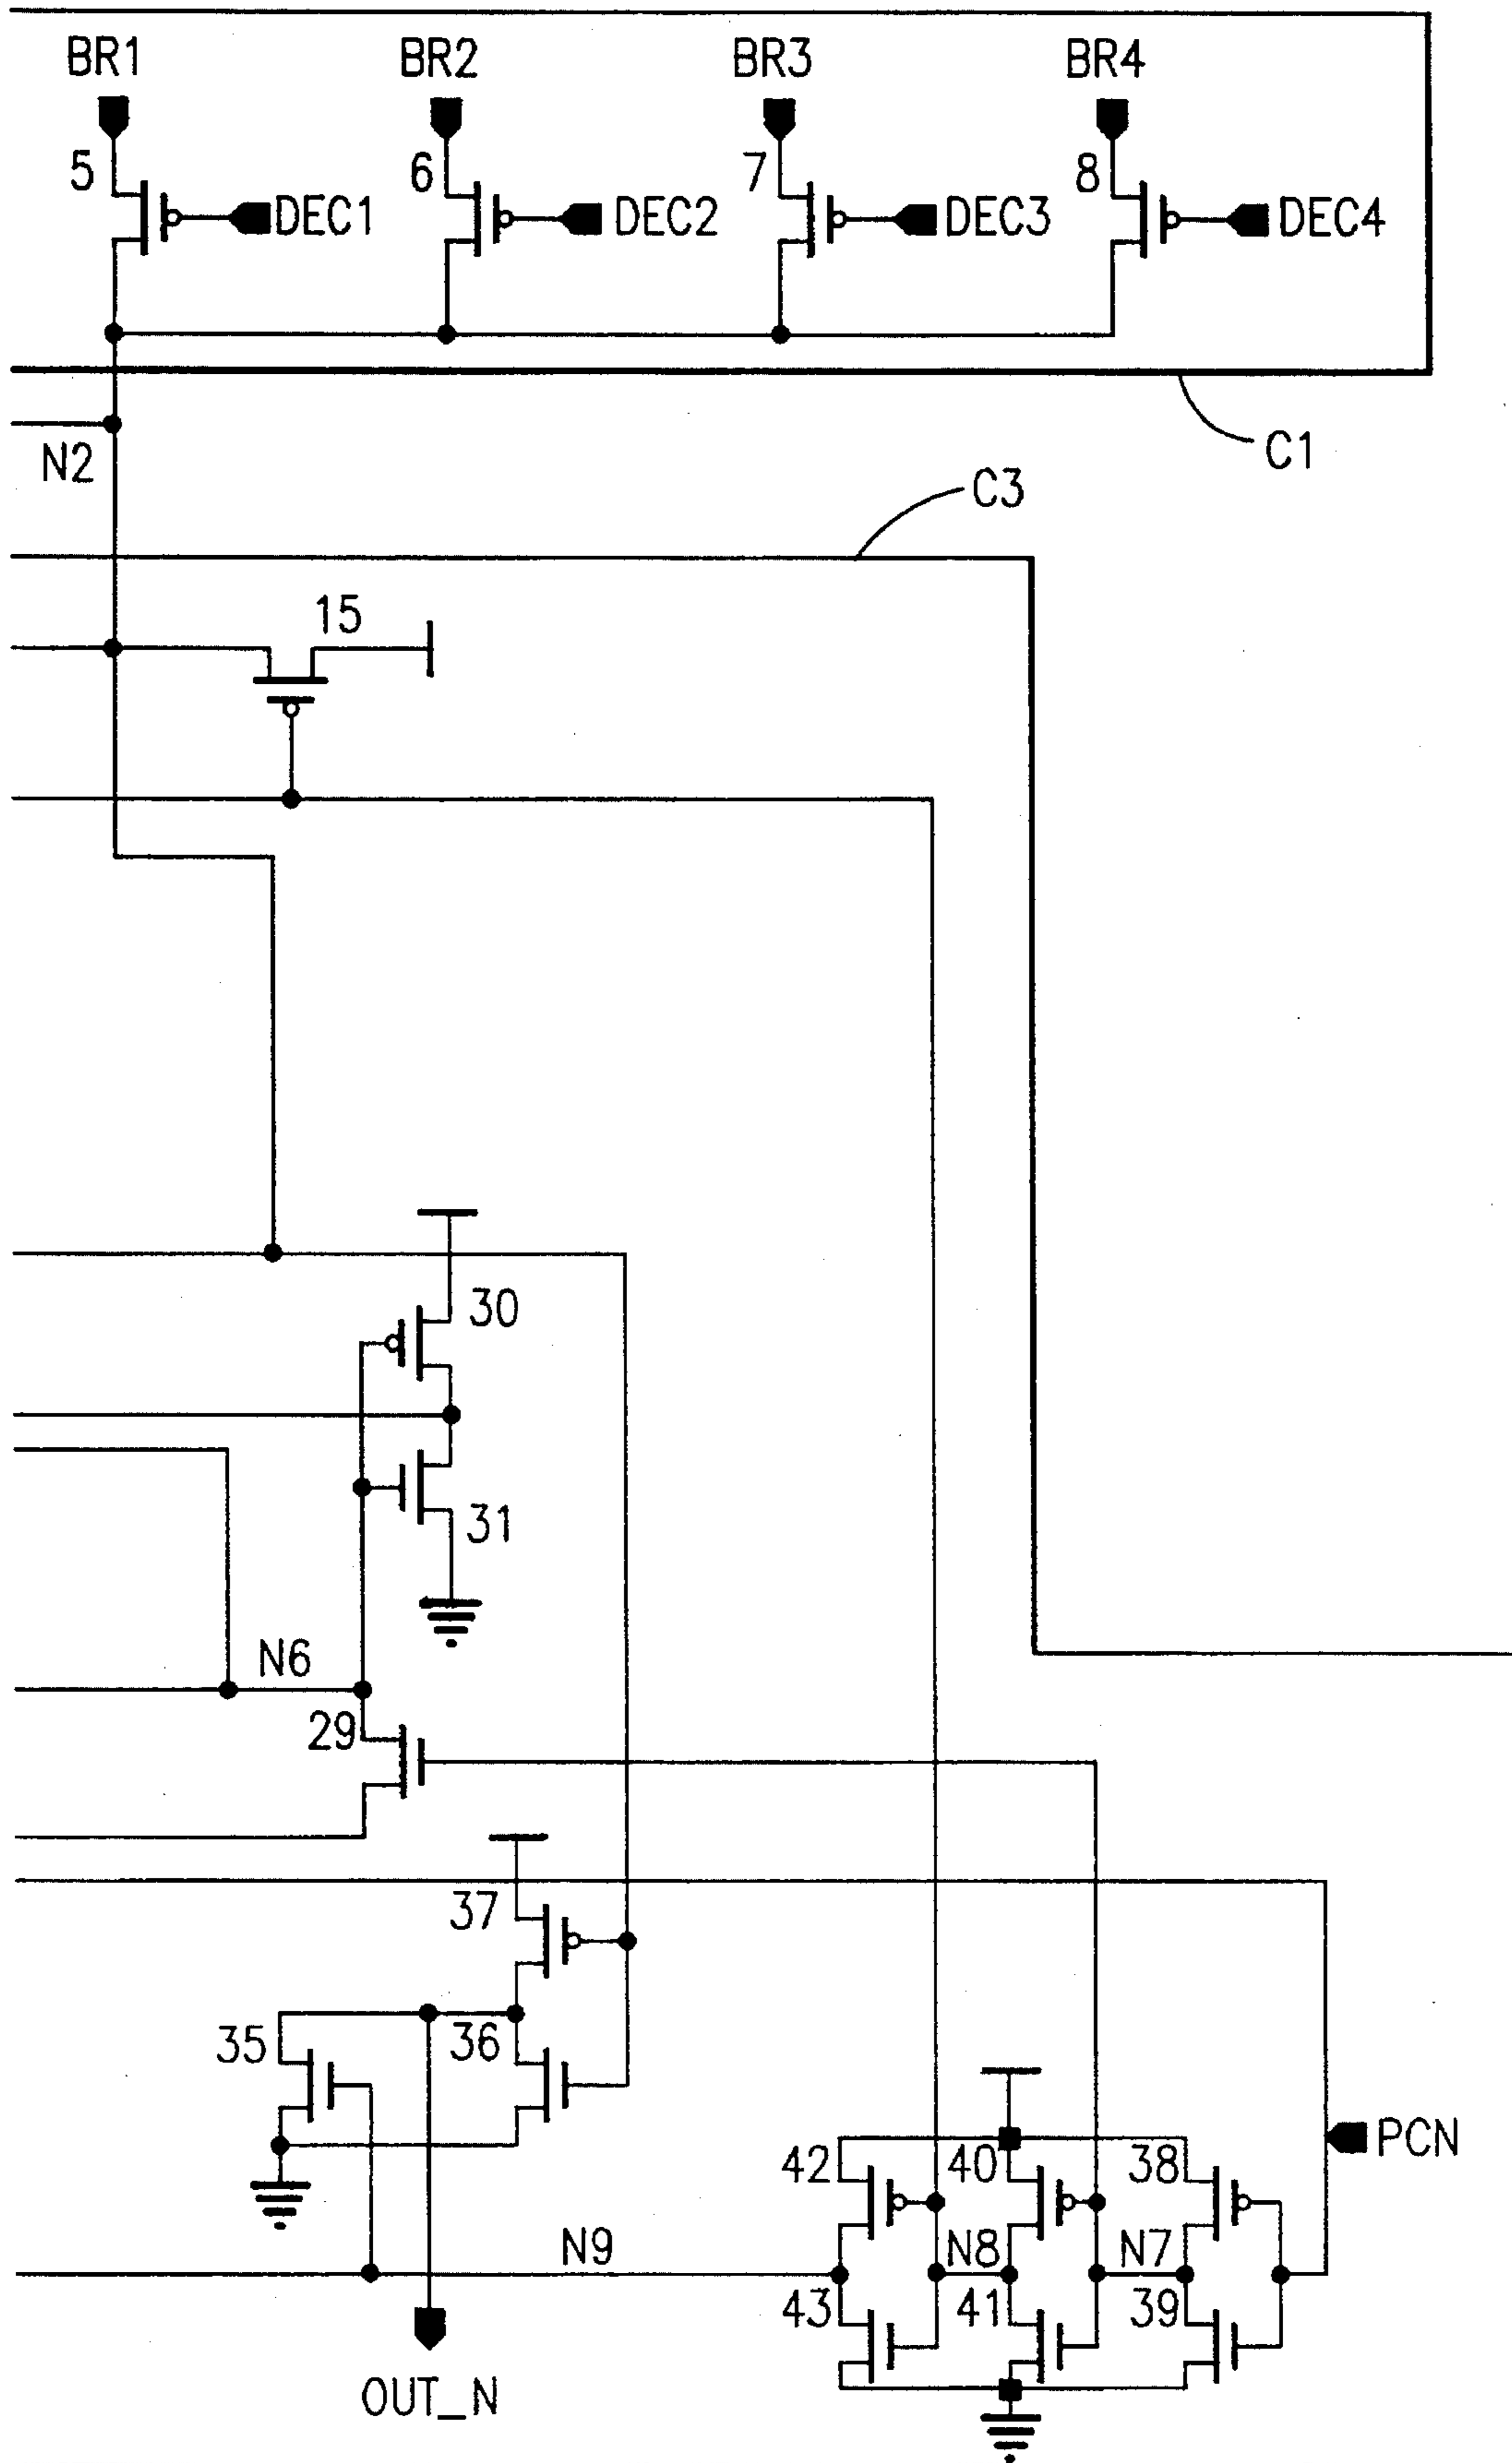 BR1 BR2 BR3 BR4
5 6 7 8
DEC1 DEC2 DEC3 DEC4
C1
N2
C3
15
30
31
N6
29
37
35 36
PCN
42 40 38
N9 N8 N7
43 41 39
OUT_N